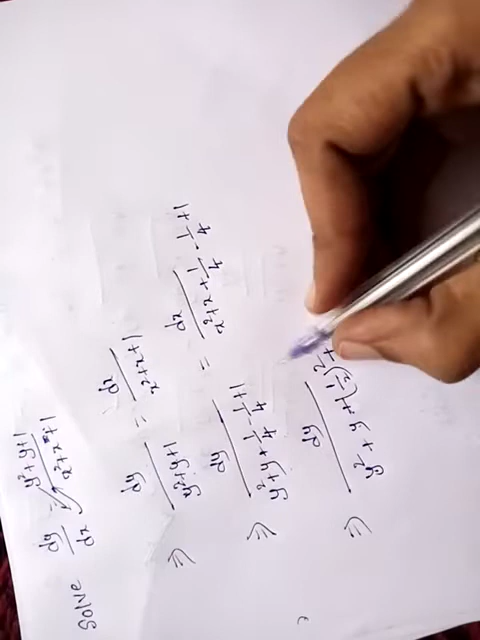 Solve dy/dx = y²+y+1/x²+x+1
⇒ dy/y²+y+1 = dx/x²+x+1
⇒ dy/y²+y+1/4-1/4+1 = dx/x²+x+1/4-1/4+1
⇒ dy/y²+y+(1/2)²+